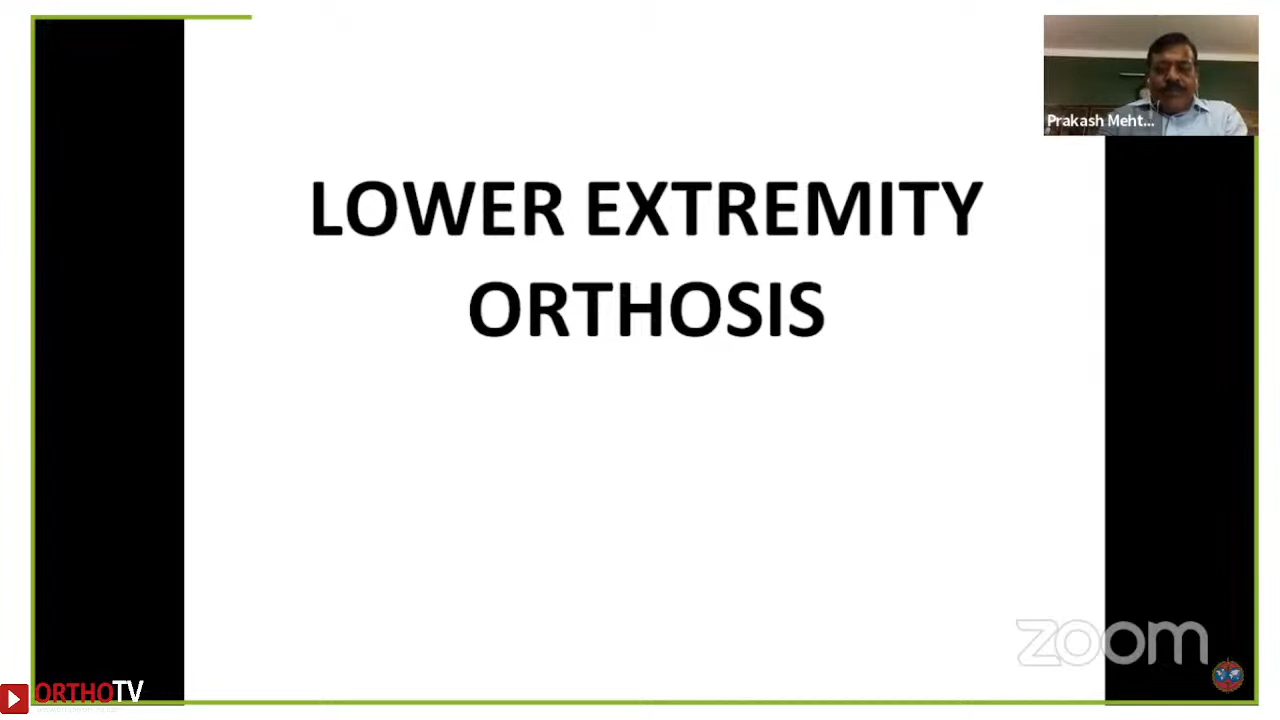 Prakash Meht...
LOWER EXTREMITY
ORTHOSIS
zoom
ORTHOTV